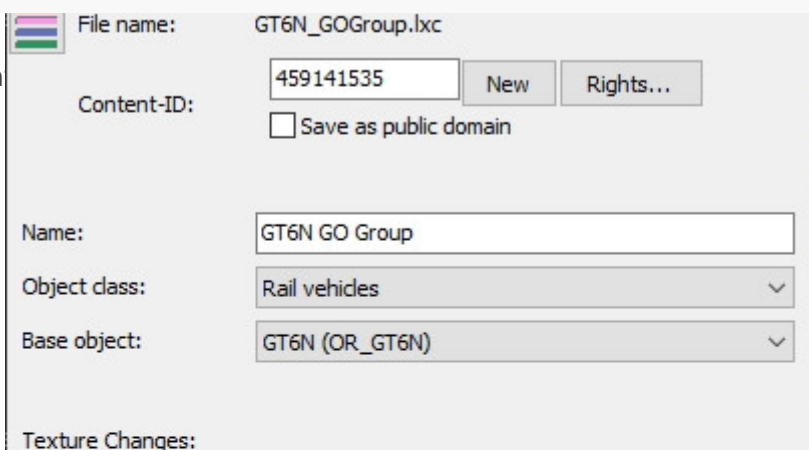 File name: GT6N_GOGroup.lxc
Content-ID: 459141535 New Rights...
Save as public domain
Name: GT6N GO Group
Object class: Rail vehicles
Base object: GT6N (OR_GT6N)
Texture Changes: